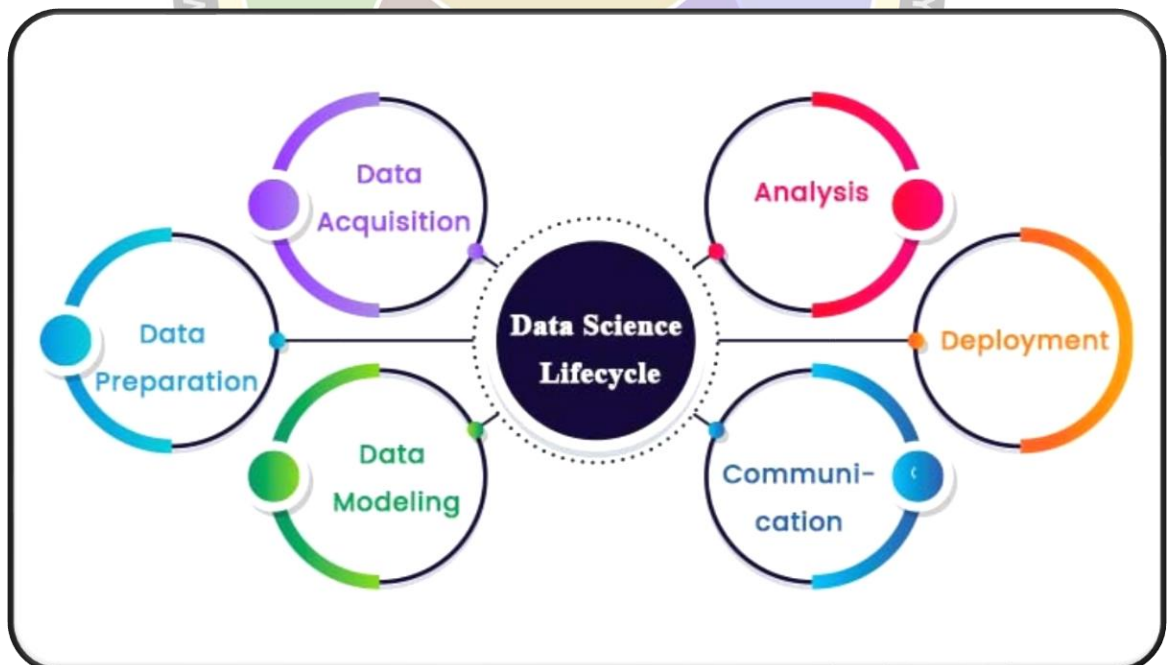 Data
Acquisition
Analysis
Data
Preparation
Data Science
Lifecycle
Deployment
Data
Modeling
Communi-
cation